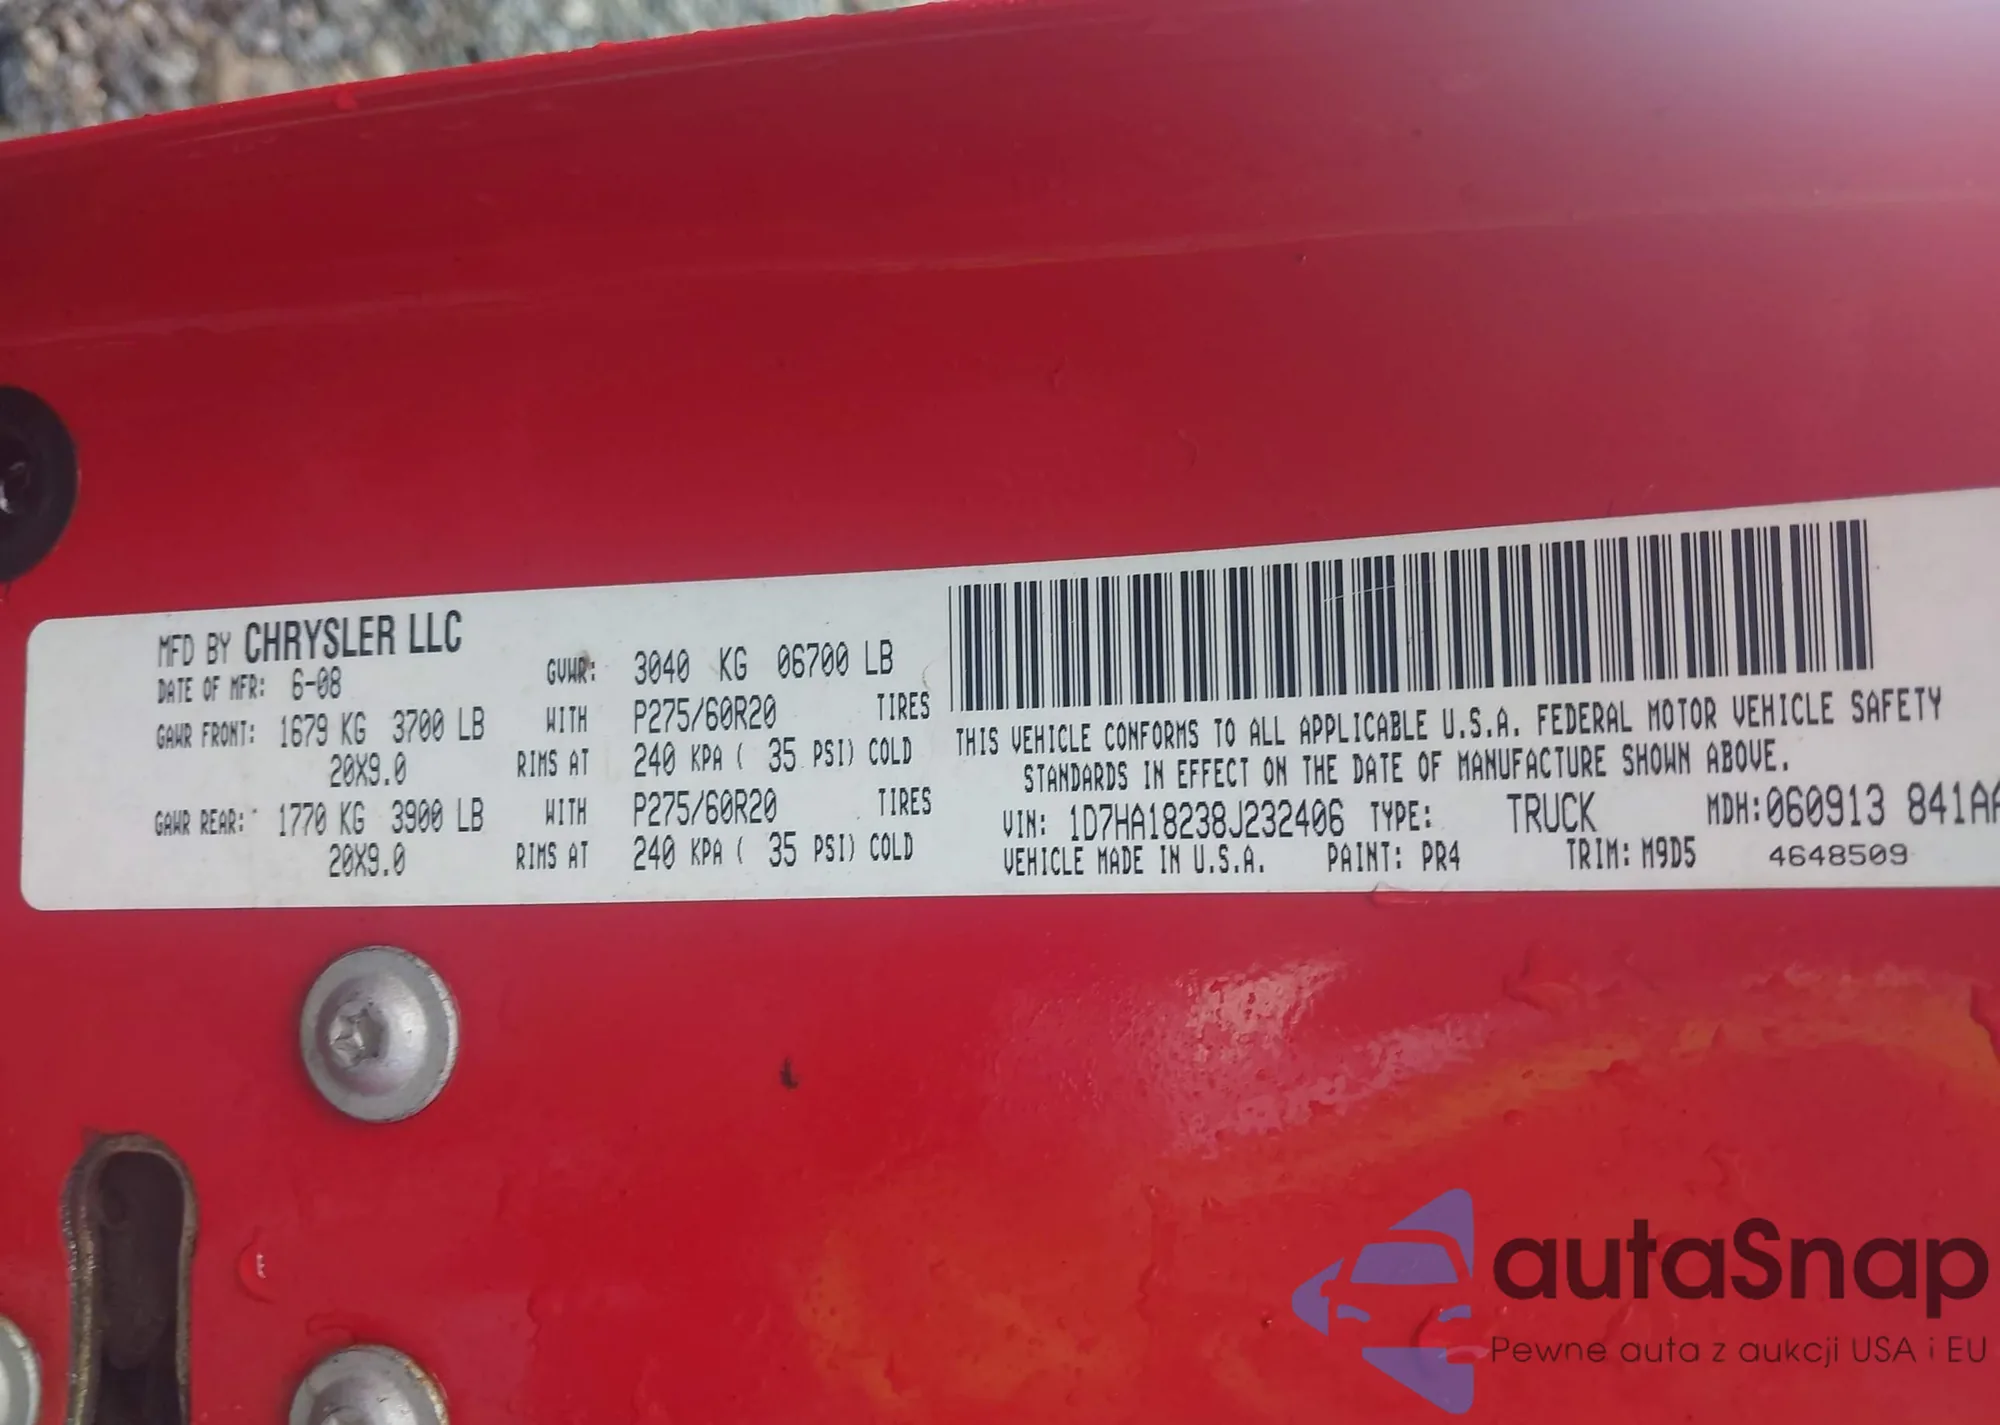 MFD BY CHRYSLER LLC
DATE OF MFR: 6-08 GVWR: 3040 KG 06700 LB
GAWR FRONT: 1679 KG 3700 LB WITH P275/60R20 TIRES
20X9.0 RIMS AT 240 KPA ( 35 PSI) COLD
GAWR REAR: 1770 KG 3900 LB WITH P275/60R20 TIRES
20X9.0 RIMS AT 240 KPA ( 35 PSI) COLD
THIS VEHICLE CONFORMS TO ALL APPLICABLE U.S.A. FEDERAL MOTOR VEHICLE SAFETY
STANDARDS IN EFFECT ON THE DATE OF MANUFACTURE SHOWN ABOVE.
VIN: 1D7HA18238J232406 TYPE: TRUCK MDH:060913 841AA
VEHICLE MADE IN U.S.A. PAINT: PR4 TRIM: M9D5 4648509
autaSnap
Pewne auta z aukcji USA i EU